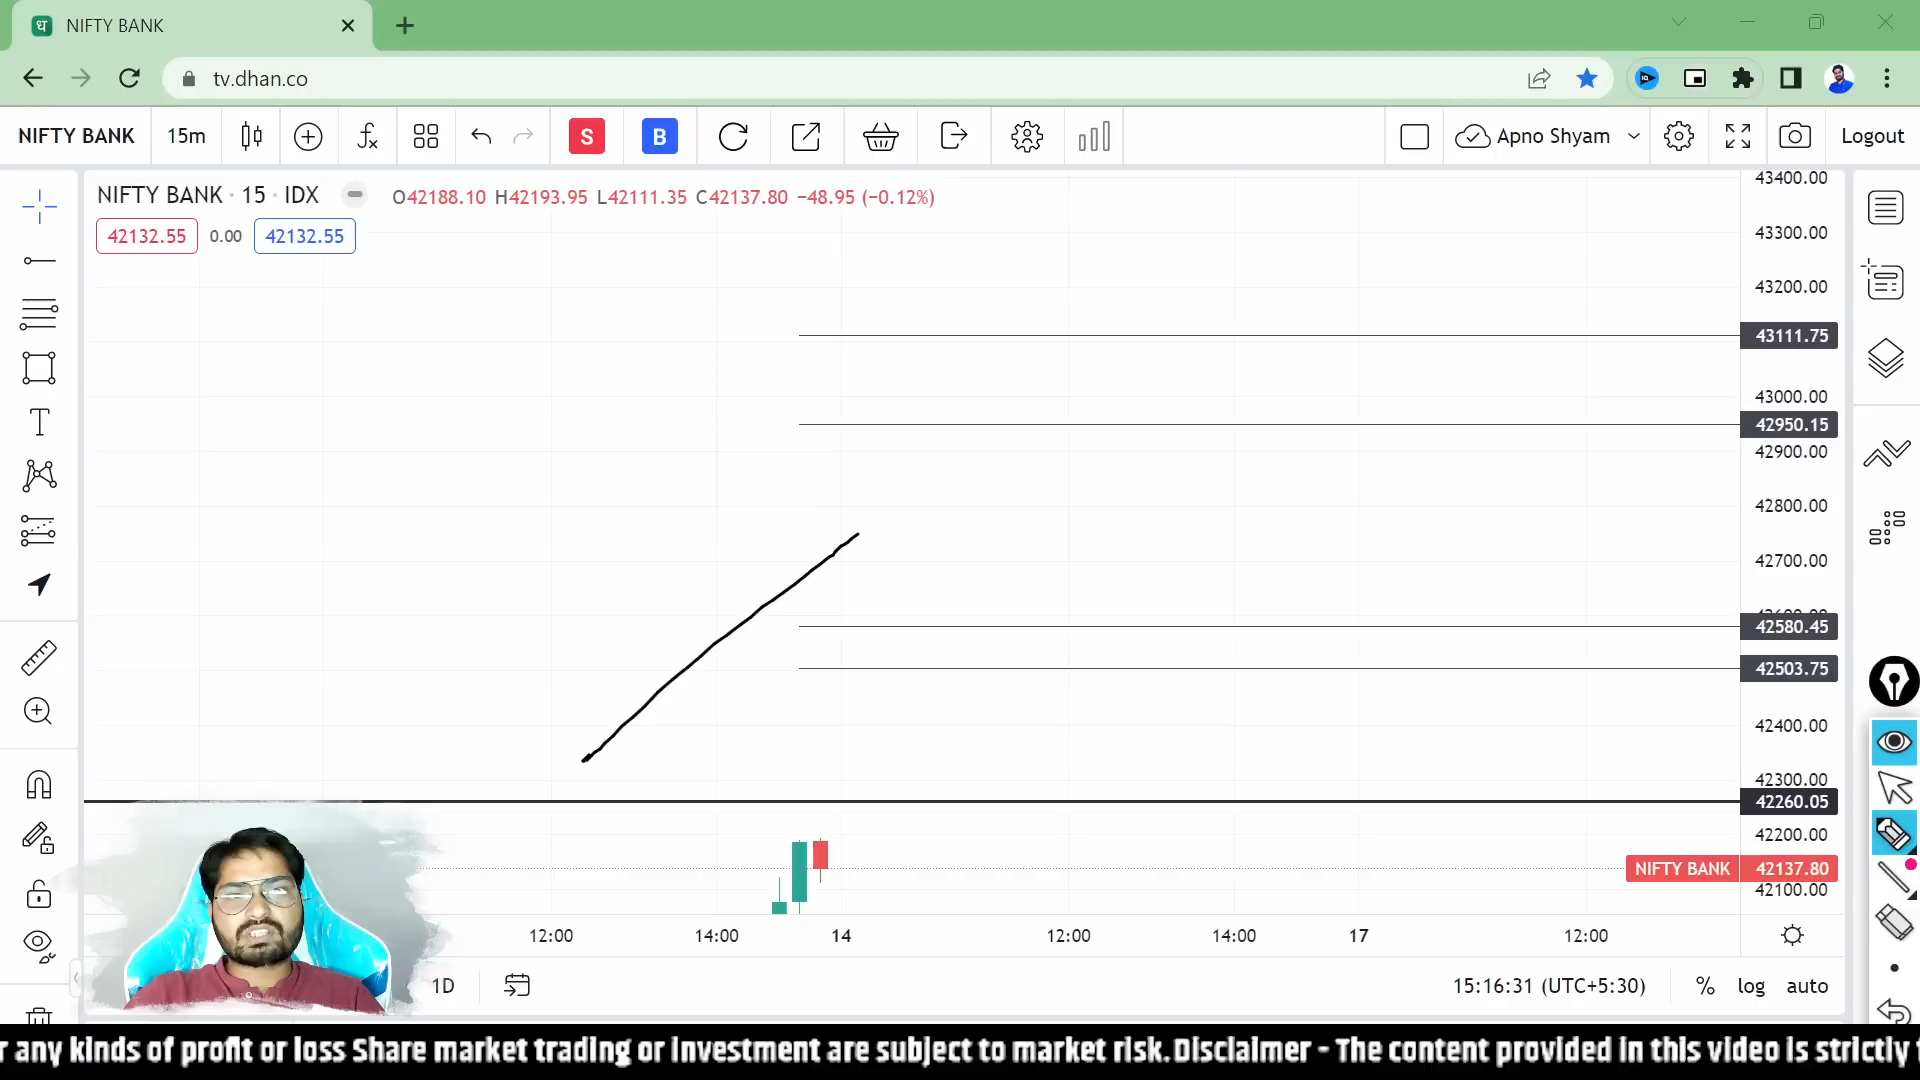 ध NIFTY BANK
tv.dhan.co
NIFTY BANK 15m S B Apno Shyam Logout
NIFTY BANK · 15 · IDX O42188.10 H42193.95 L42111.35 C42137.80 −48.95 (−0.12%)
42132.55 0.00 42132.55
43400.00
43300.00
43200.00
43111.75
43000.00
42950.15
42900.00
42800.00
42700.00
42580.45
42503.75
42400.00
42300.00
42260.05
42200.00
NIFTY BANK 42137.80
42100.00
12:00 14:00 14 12:00 14:00 17 12:00
1D 15:16:31 (UTC+5:30) % log auto
any kinds of profit or loss Share market trading or investment are subject to market risk.Disclaimer - The content provided in this video is strictly